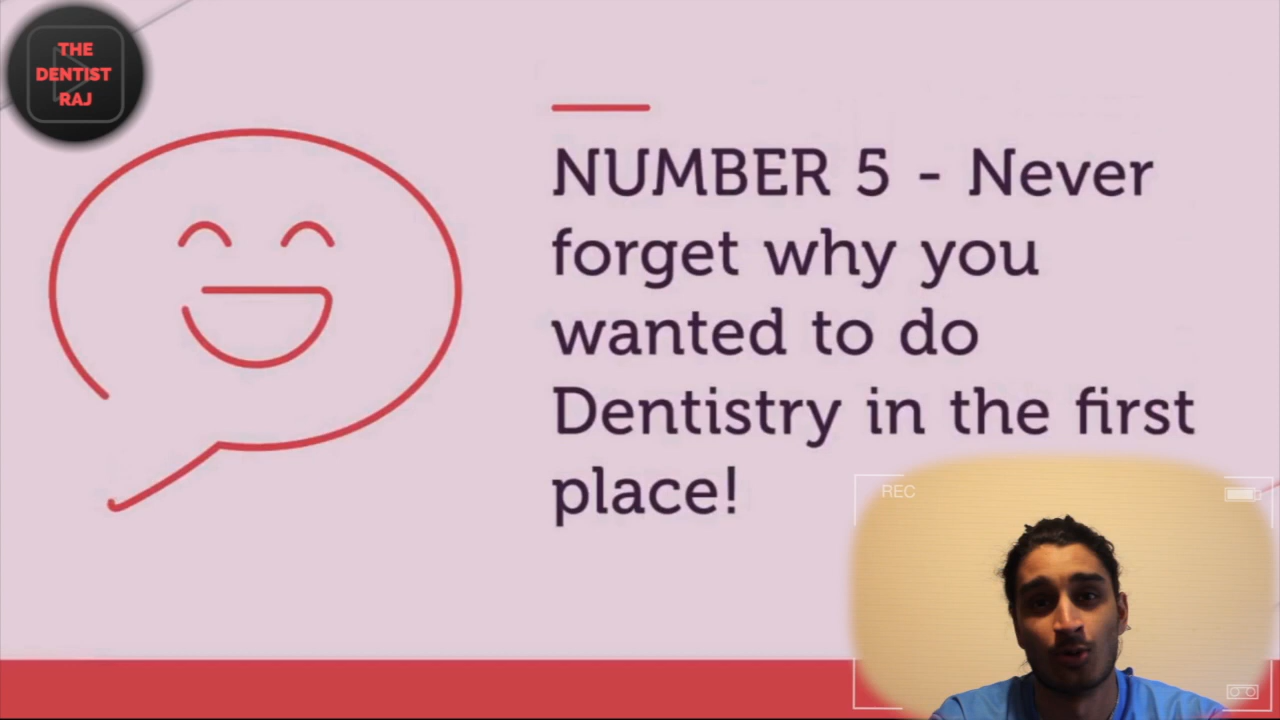 THE
DENTIST
RAJ
NUMBER 5 - Never
forget why you
wanted to do
Dentistry in the first
place!
REC